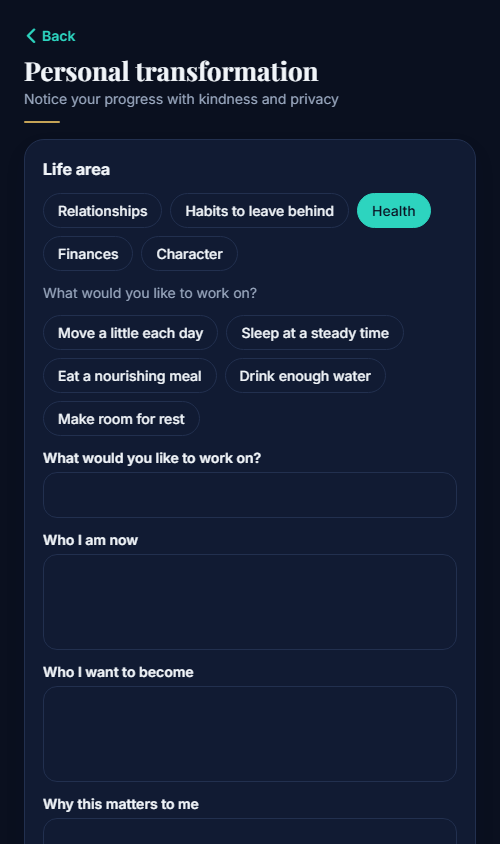 Back
Personal transformation
Notice your progress with kindness and privacy
Life area
Relationships Habits to leave behind Health
Finances Character
What would you like to work on?
Move a little each day Sleep at a steady time
Eat a nourishing meal Drink enough water
Make room for rest
What would you like to work on?
Who I am now
Who I want to become
Why this matters to me